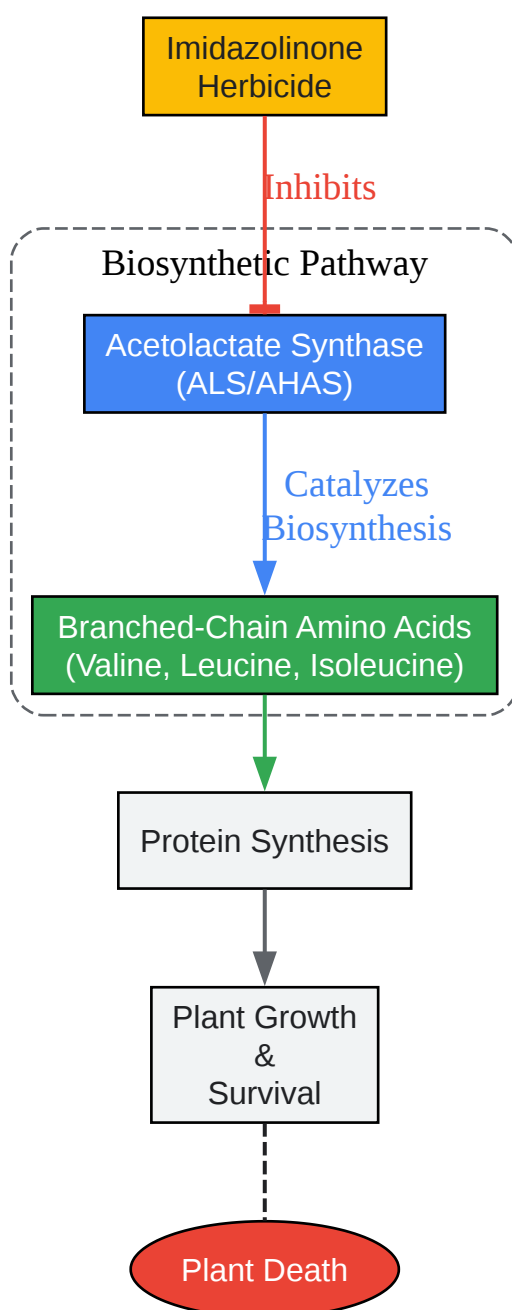 Imidazolinone
Herbicide
Inhibits
Biosynthetic Pathway
Acetolactate Synthase
(ALS/AHAS)
Catalyzes
Biosynthesis
Branched-Chain Amino Acids
(Valine, Leucine, Isoleucine)
Protein Synthesis
Plant Growth
&
Survival
Plant Death